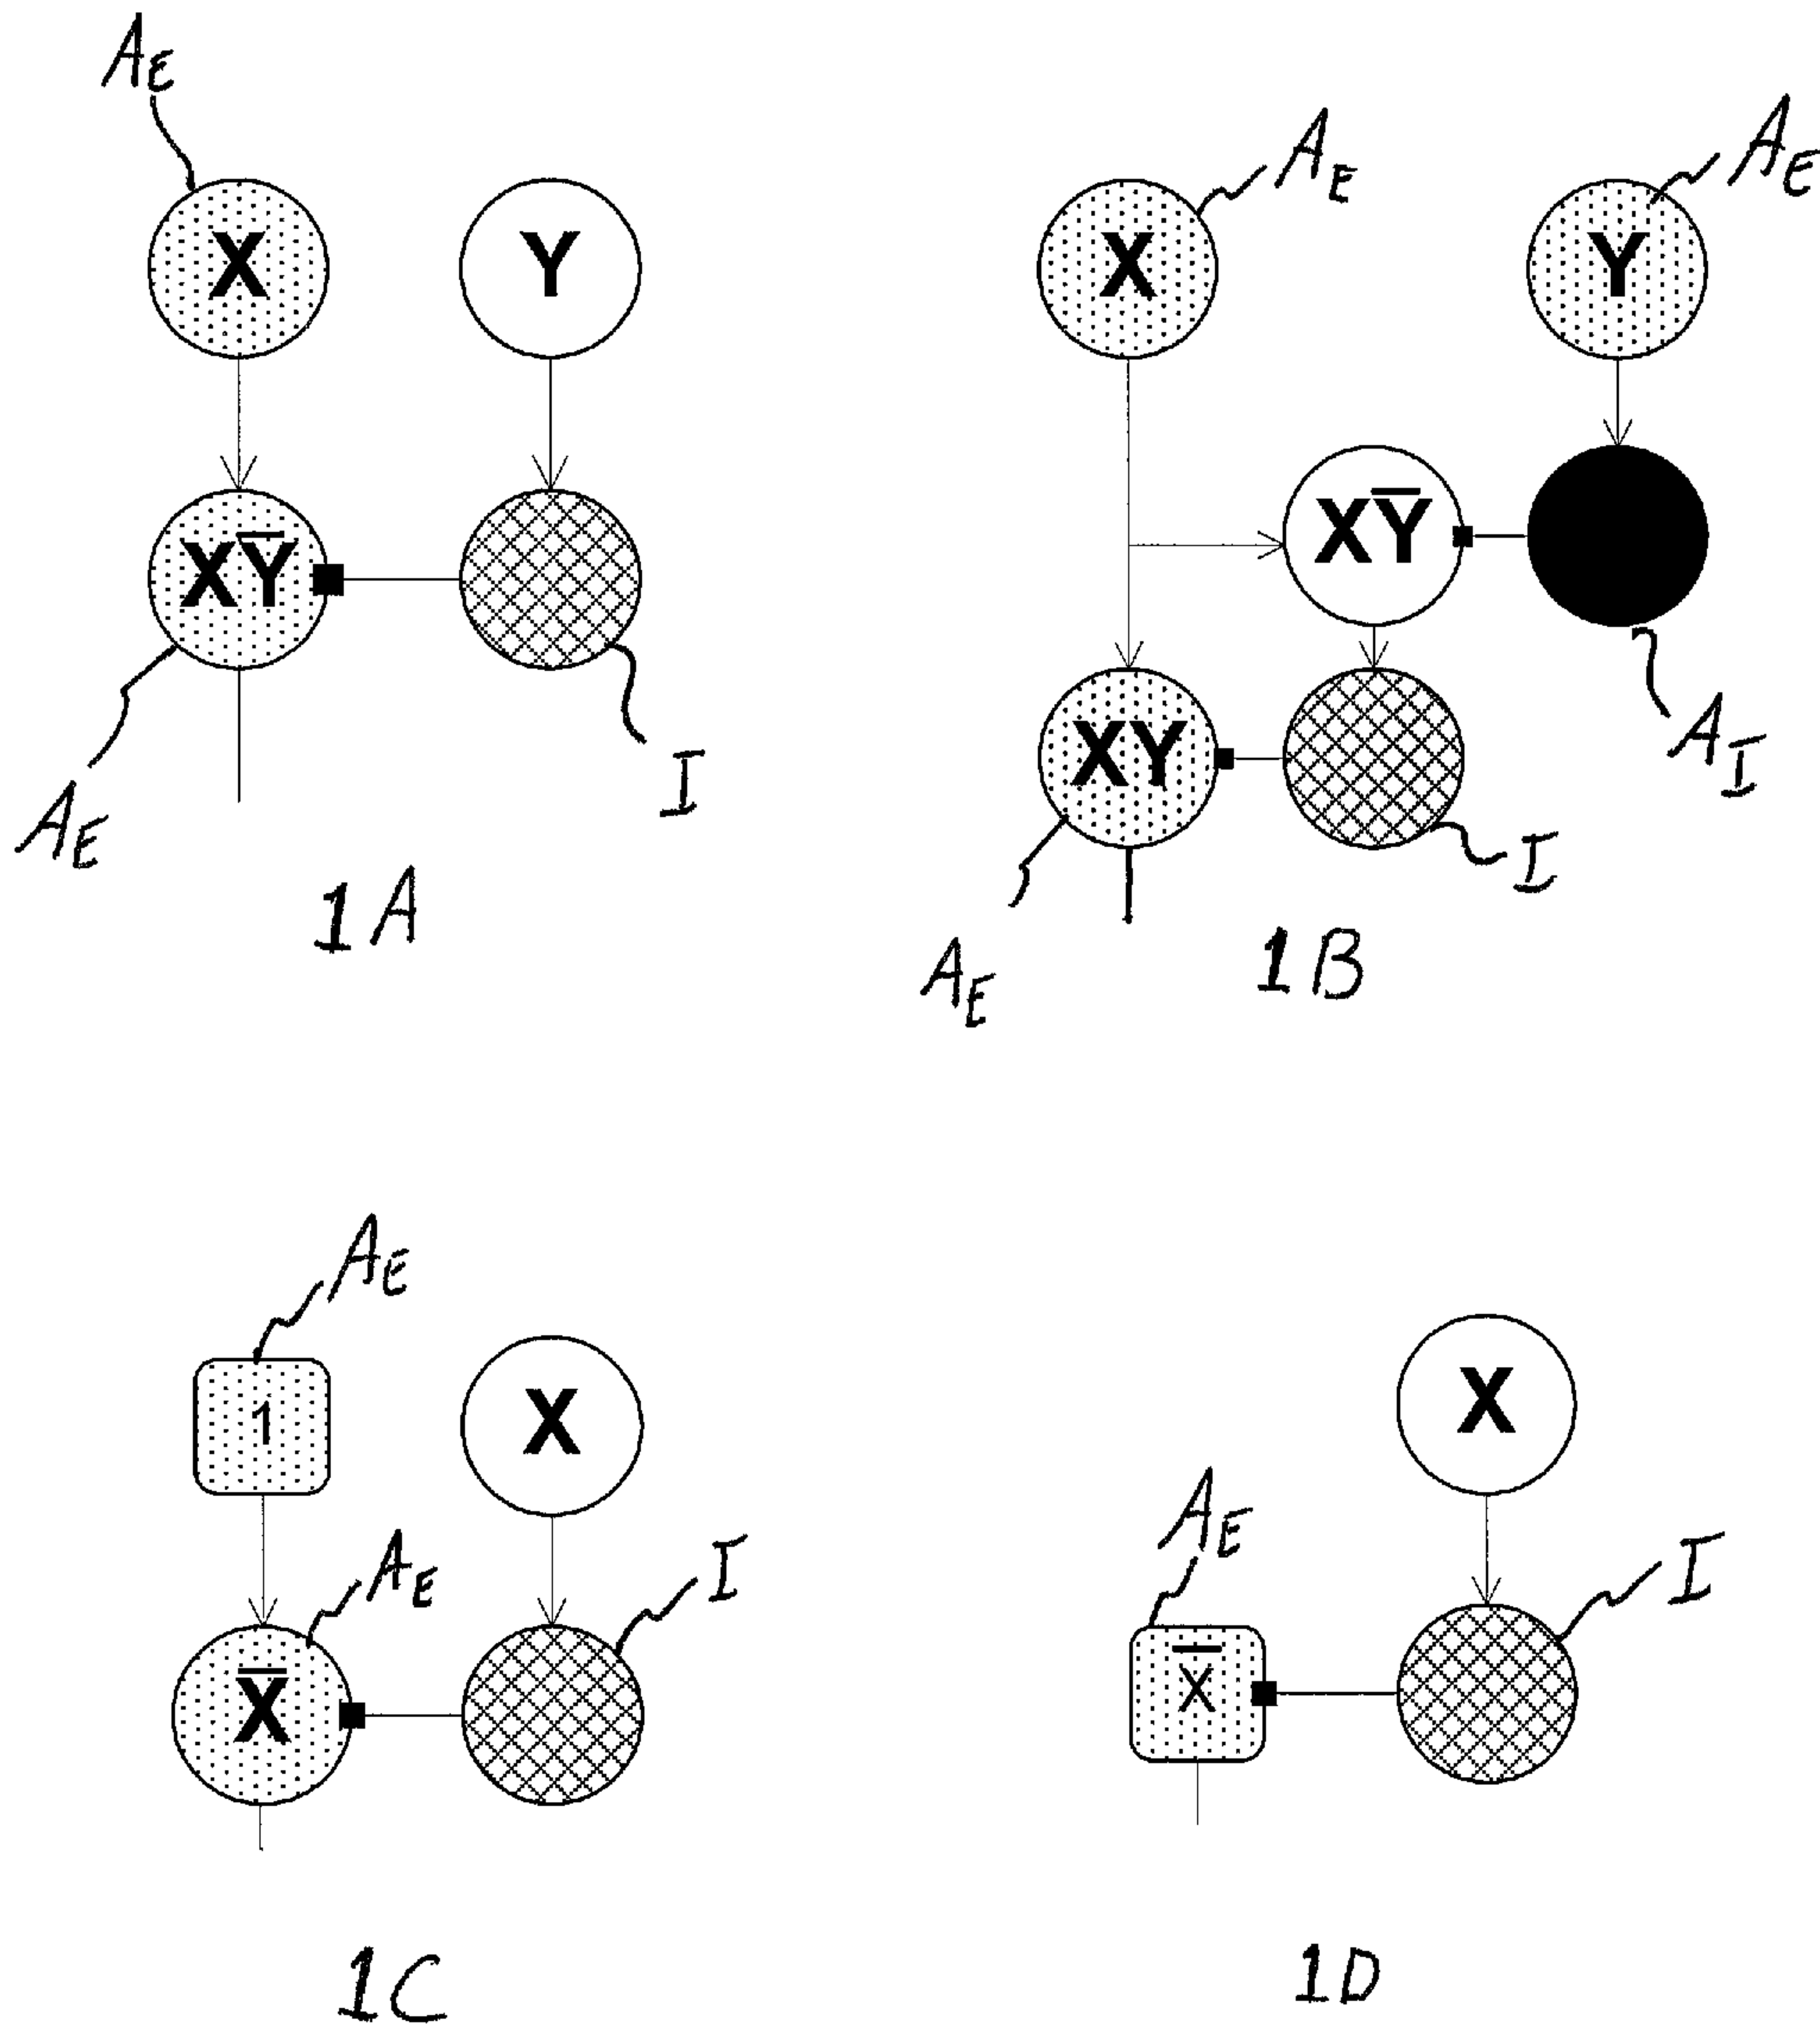 A_E
X Y
XȲ
A_E I
1A
A_E A_E
X Y
XȲ
A_I
XY
I
A_E
1B
A_E
1 X
A_E I
X̄
1C
X
A_E I
X̄
1D